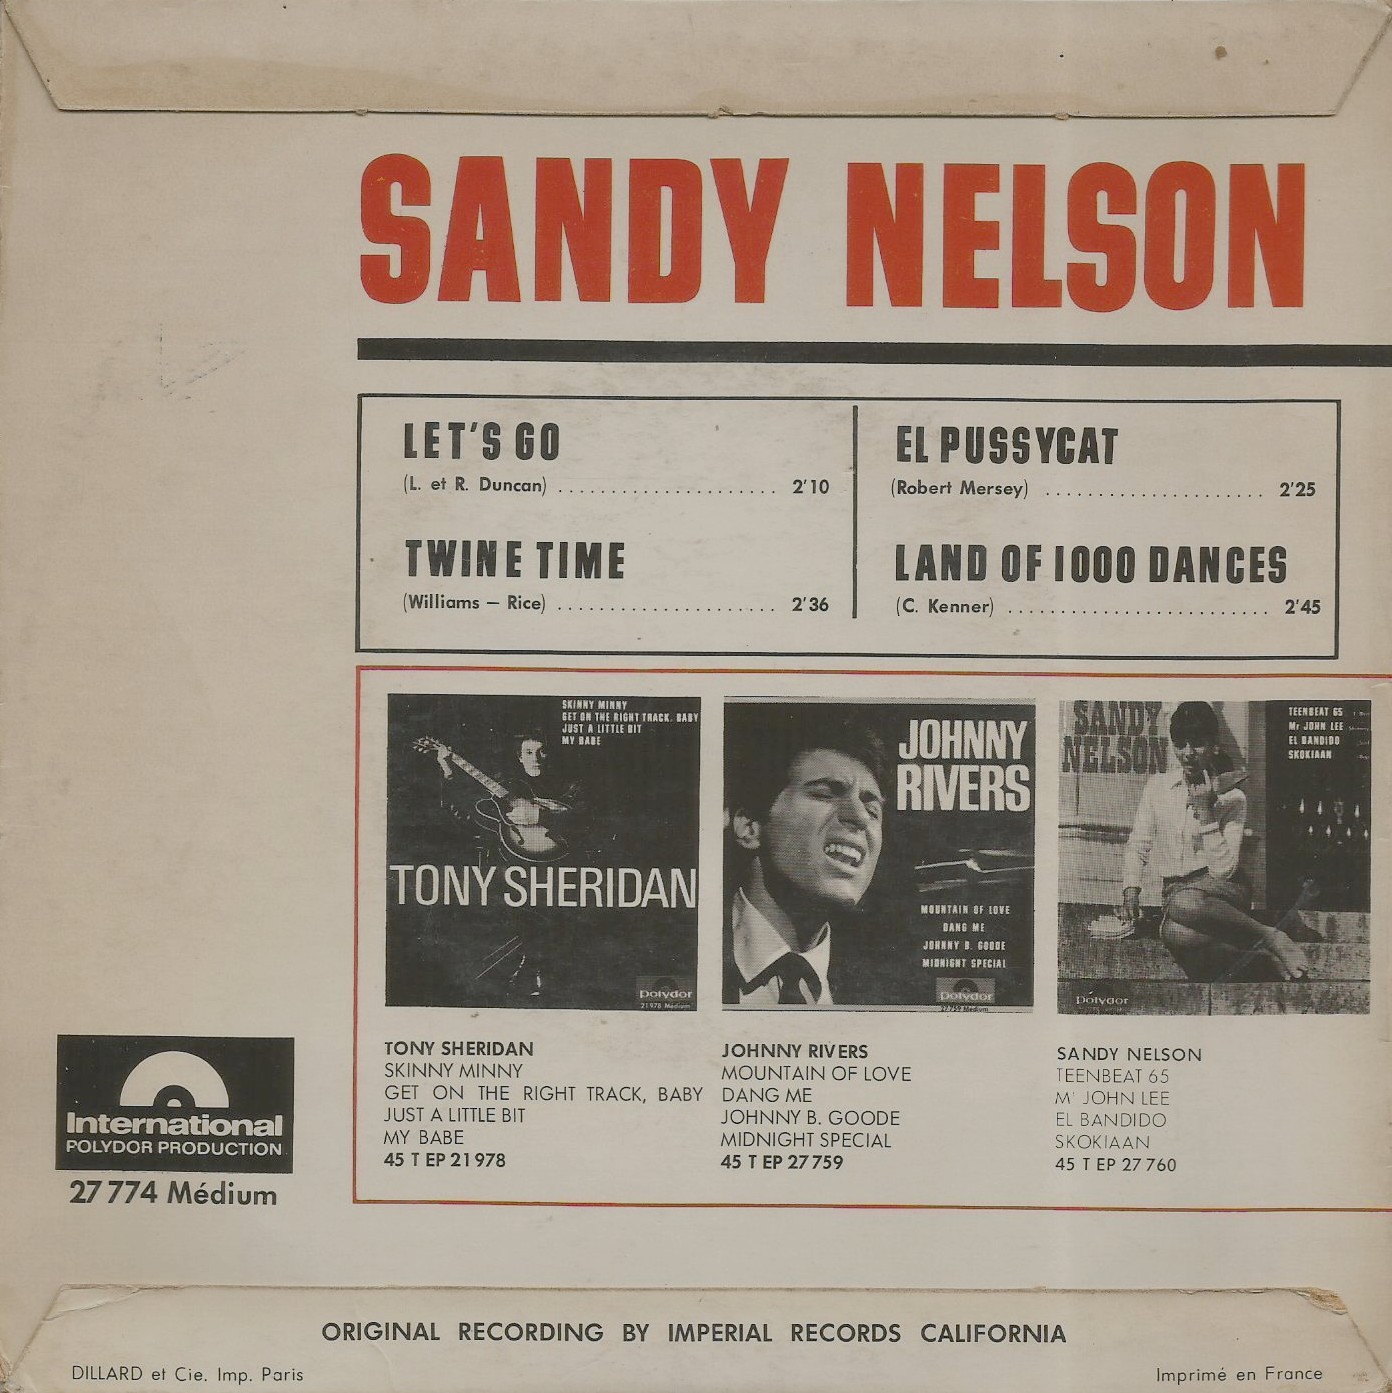 SANDY NELSON
LET'S GO
(L. et R. Duncan) ..................... 2'10
TWINE TIME
(Williams – Rice) ..................... 2'36
EL PUSSYCAT
(Robert Mersey) ..................... 2'25
LAND OF 1000 DANCES
(C. Kenner) ......................... 2'45
SKINNY MINNY
GET ON THE RIGHT TRACK, BABY
JUST A LITTLE BIT
MY BABE
TONY SHERIDAN
Polydor
21 978 Médium
JOHNNY
RIVERS
MOUNTAIN OF LOVE
DANG ME
JOHNNY B. GOODE
MIDNIGHT SPECIAL
Polydor
27 759 Médium
SANDY
NELSON
TEENBEAT 65
Mr JOHN LEE
EL BANDIDO
SKOKIAAN
Polydor
TONY SHERIDAN
SKINNY MINNY
GET ON THE RIGHT TRACK, BABY
JUST A LITTLE BIT
MY BABE
45 T EP 21 978
JOHNNY RIVERS
MOUNTAIN OF LOVE
DANG ME
JOHNNY B. GOODE
MIDNIGHT SPECIAL
45 T EP 27 759
SANDY NELSON
TEENBEAT 65
M' JOHN LEE
EL BANDIDO
SKOKIAAN
45 T EP 27 760
International
POLYDOR PRODUCTION
27 774 Médium
ORIGINAL RECORDING BY IMPERIAL RECORDS CALIFORNIA
DILLARD et Cie. Imp. Paris
Imprimé en France